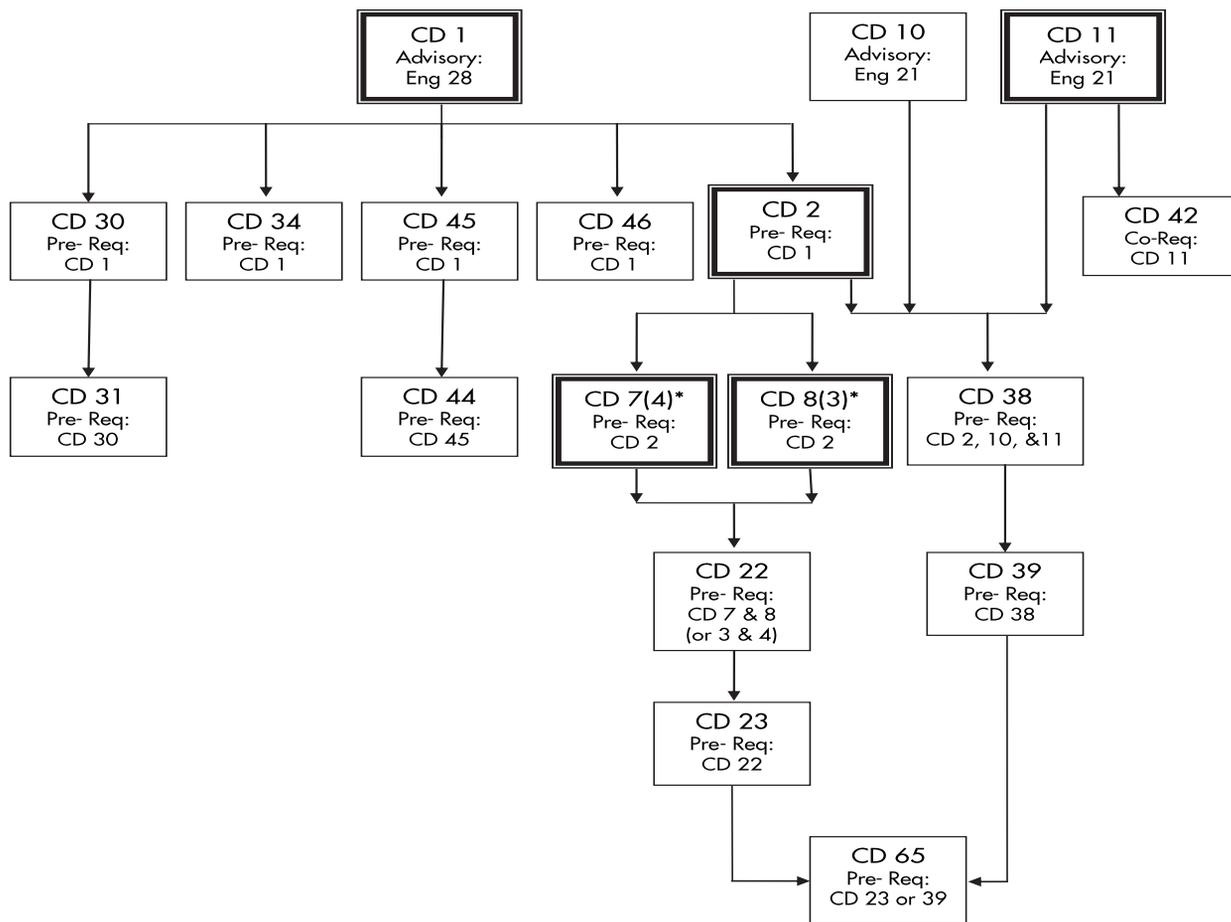 CD 1
Advisory:
Eng 28
CD 10
Advisory:
Eng 21
CD 11
Advisory:
Eng 21
CD 30
Pre- Req:
CD 1
CD 34
Pre- Req:
CD 1
CD 45
Pre- Req:
CD 1
CD 46
Pre- Req:
CD 1
CD 2
Pre- Req:
CD 1
CD 42
Co-Req:
CD 11
CD 31
Pre- Req:
CD 30
CD 44
Pre- Req:
CD 45
CD 7(4)*
Pre- Req:
CD 2
CD 8(3)*
Pre- Req:
CD 2
CD 38
Pre- Req:
CD 2, 10, &11
CD 22
Pre- Req:
CD 7 & 8
(or 3 & 4)
CD 39
Pre- Req:
CD 38
CD 23
Pre- Req:
CD 22
CD 65
Pre- Req:
CD 23 or 39